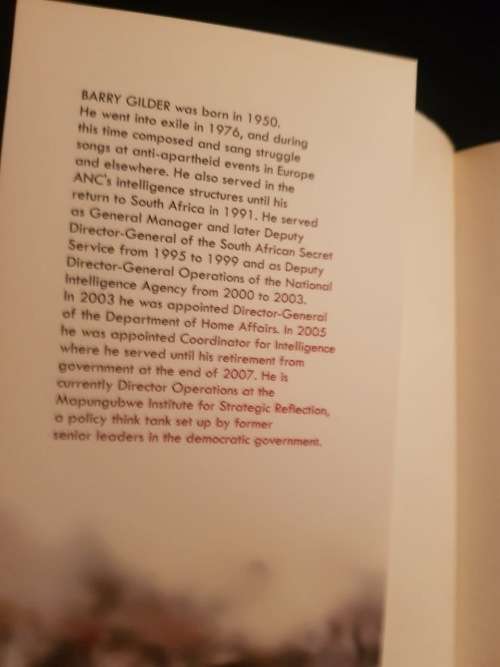 BARRY GILDER was born in 1950.
He went into exile in 1976, and during
this time composed and sang struggle
songs at anti-apartheid events in Europe
and elsewhere. He also served in the
ANC's intelligence structures until his
return to South Africa in 1991. He served
as General Manager and later Deputy
Director-General of the South African Secret
Service from 1995 to 1999 and as Deputy
Director-General Operations of the National
Intelligence Agency from 2000 to 2003.
In 2003 he was appointed Director-General
of the Department of Home Affairs. In 2005
he was appointed Coordinator for Intelligence
where he served until his retirement from
government at the end of 2007. He is
currently Director Operations at the
Mapungubwe Institute for Strategic Reflection,
a policy think tank set up by former
senior leaders in the democratic government.